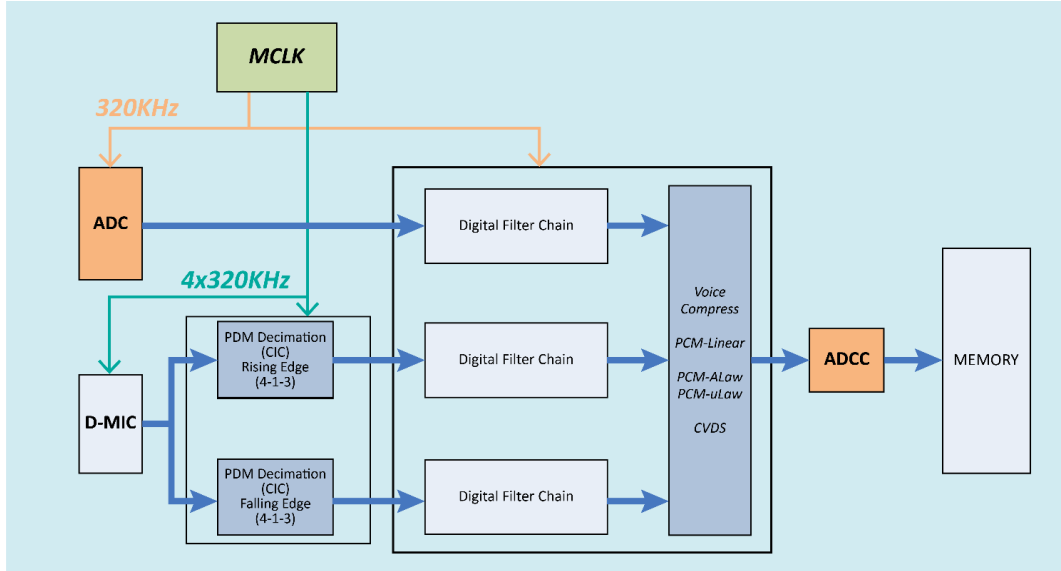 MCLK
320KHz
ADC
Digital Filter Chain
4x320KHz
PDM Decimation
(CIC)
Rising Edge
(4-1-3)
Digital Filter Chain
Voice
Compress
PCM-Linear
PCM-ALaw
PCM-uLaw
CVDS
ADCC
MEMORY
D-MIC
PDM Decimation
(CIC)
Falling Edge
(4-1-3)
Digital Filter Chain